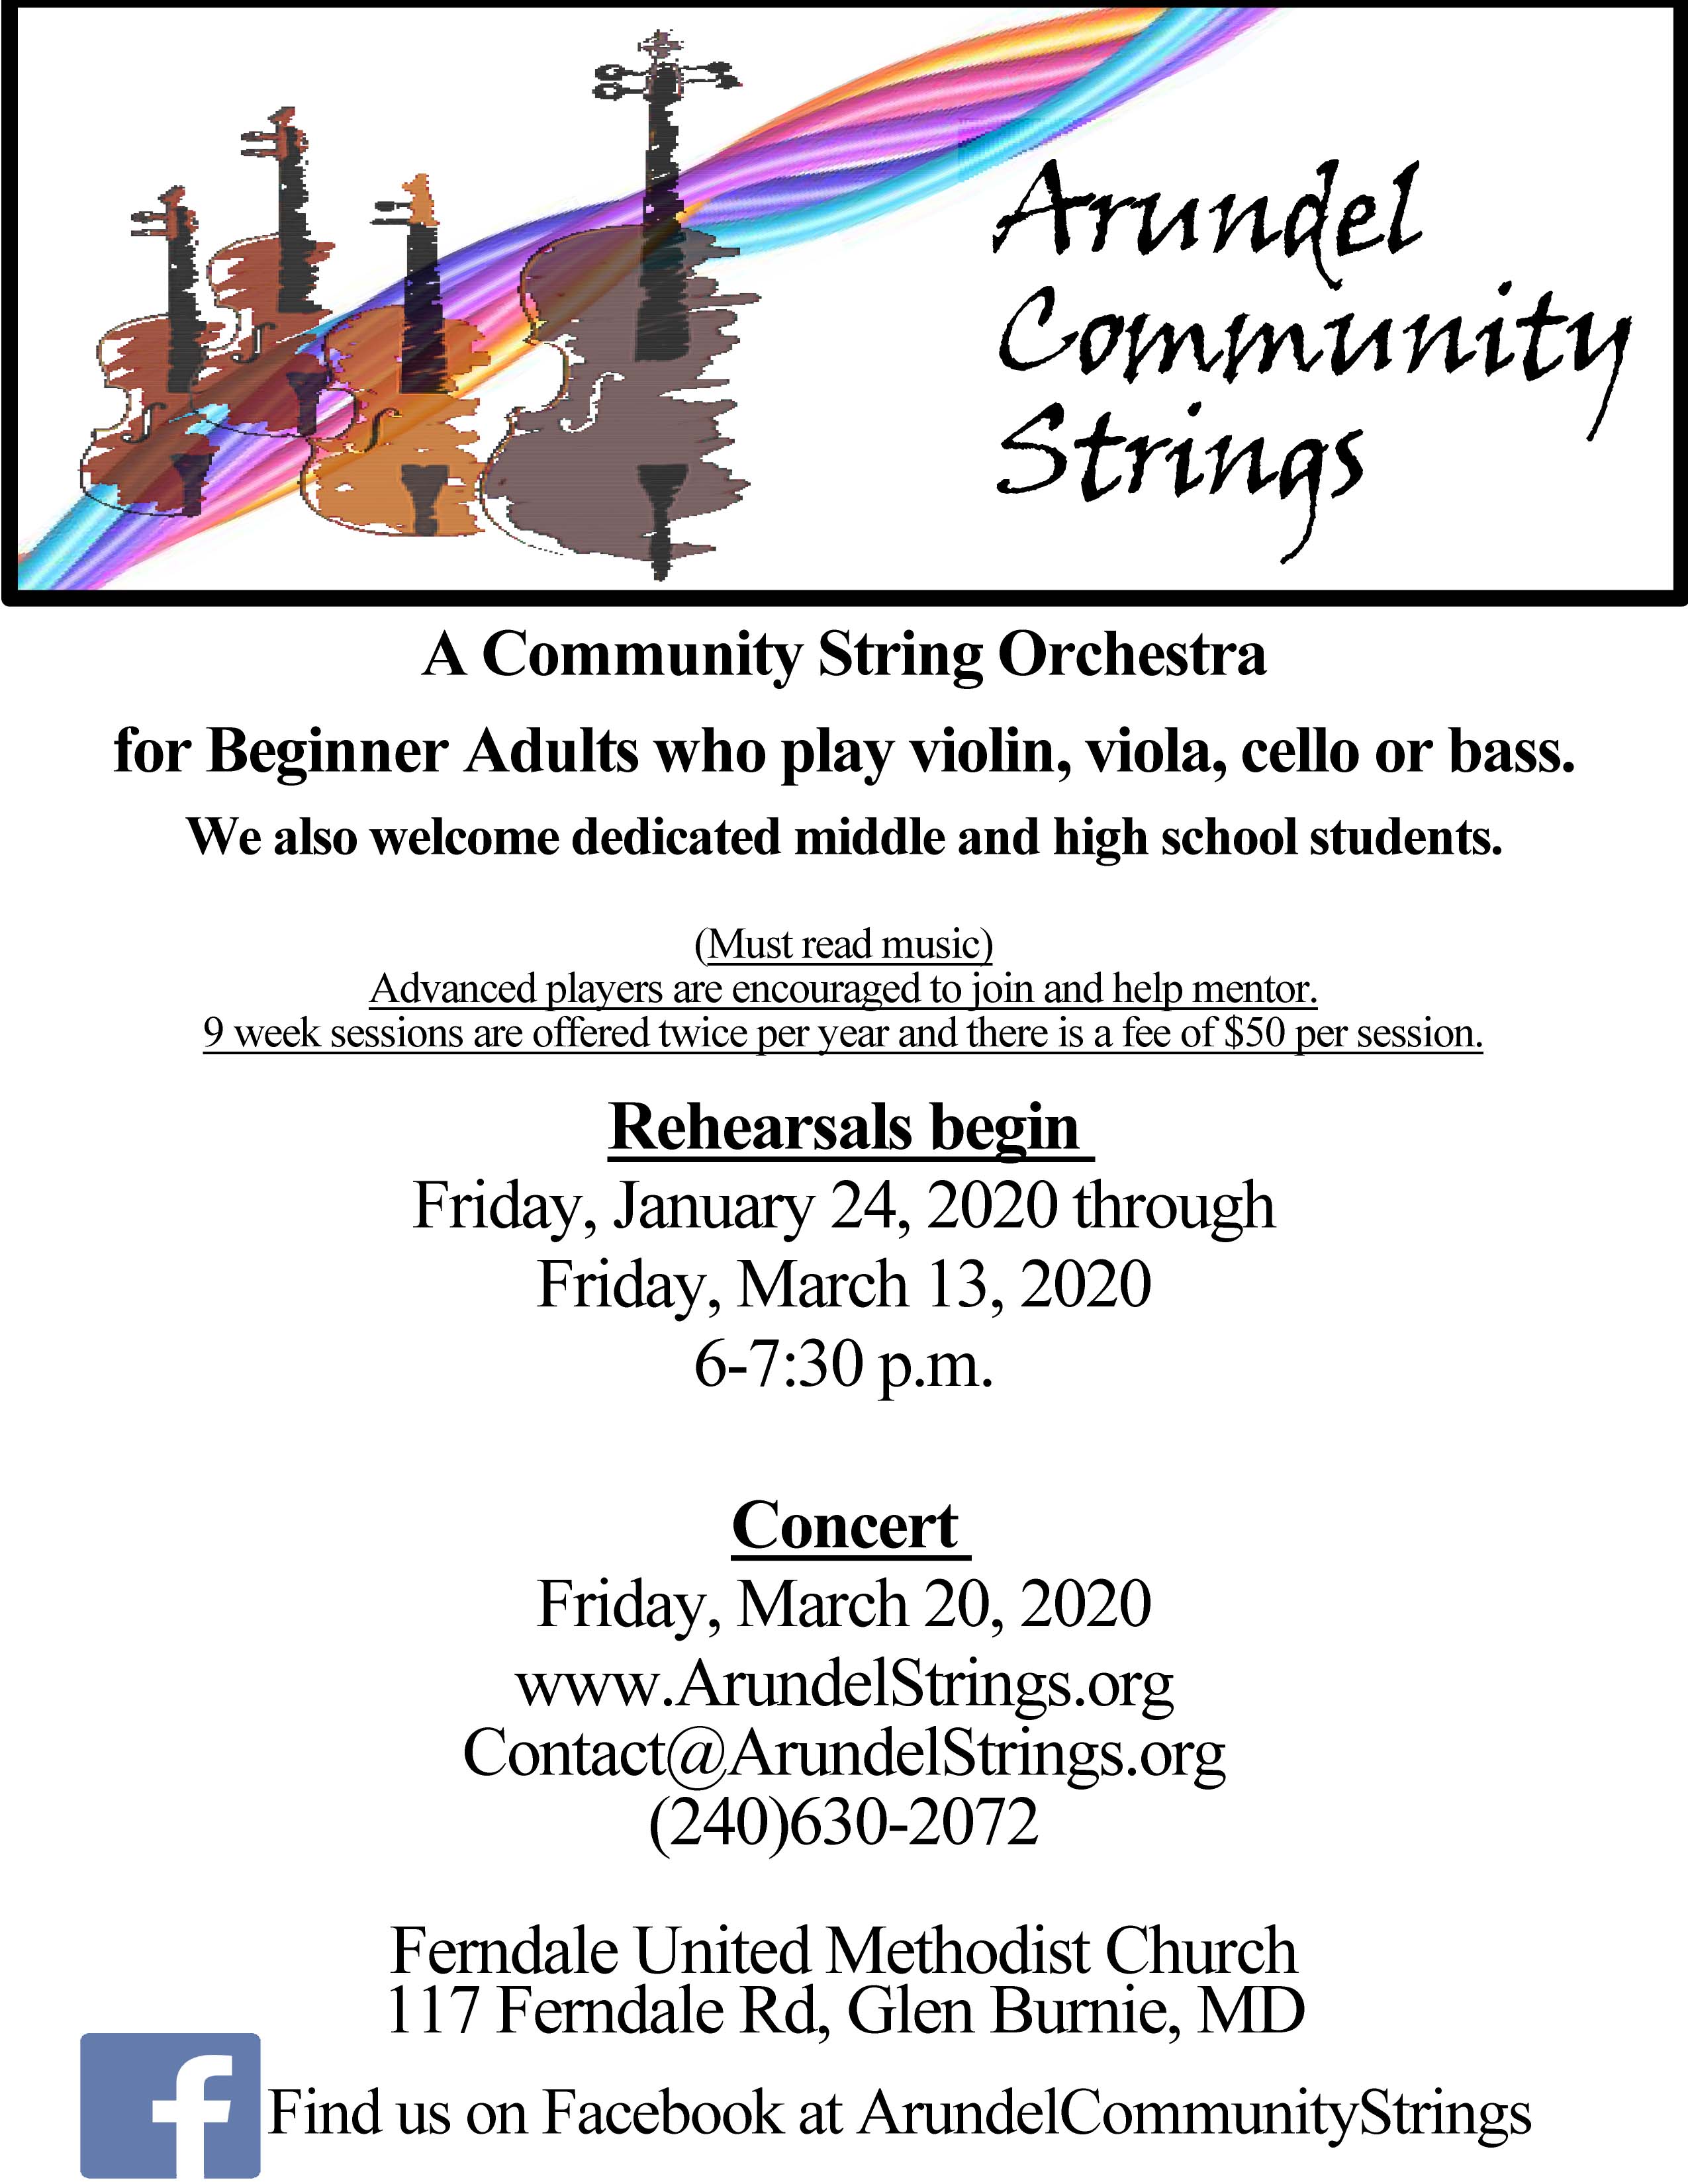 Arundel
Community
Strings
A Community String Orchestra
for Beginner Adults who play violin, viola, cello or bass.
We also welcome dedicated middle and high school students.
(Must read music)
Advanced players are encouraged to join and help mentor.
9 week sessions are offered twice per year and there is a fee of $50 per session.
Rehearsals begin
Friday, January 24, 2020 through
Friday, March 13, 2020
6-7:30 p.m.
Concert
Friday, March 20, 2020
www.ArundelStrings.org
Contact@ArundelStrings.org
(240)630-2072
Ferndale United Methodist Church
117 Ferndale Rd, Glen Burnie, MD
Find us on Facebook at ArundelCommunityStrings